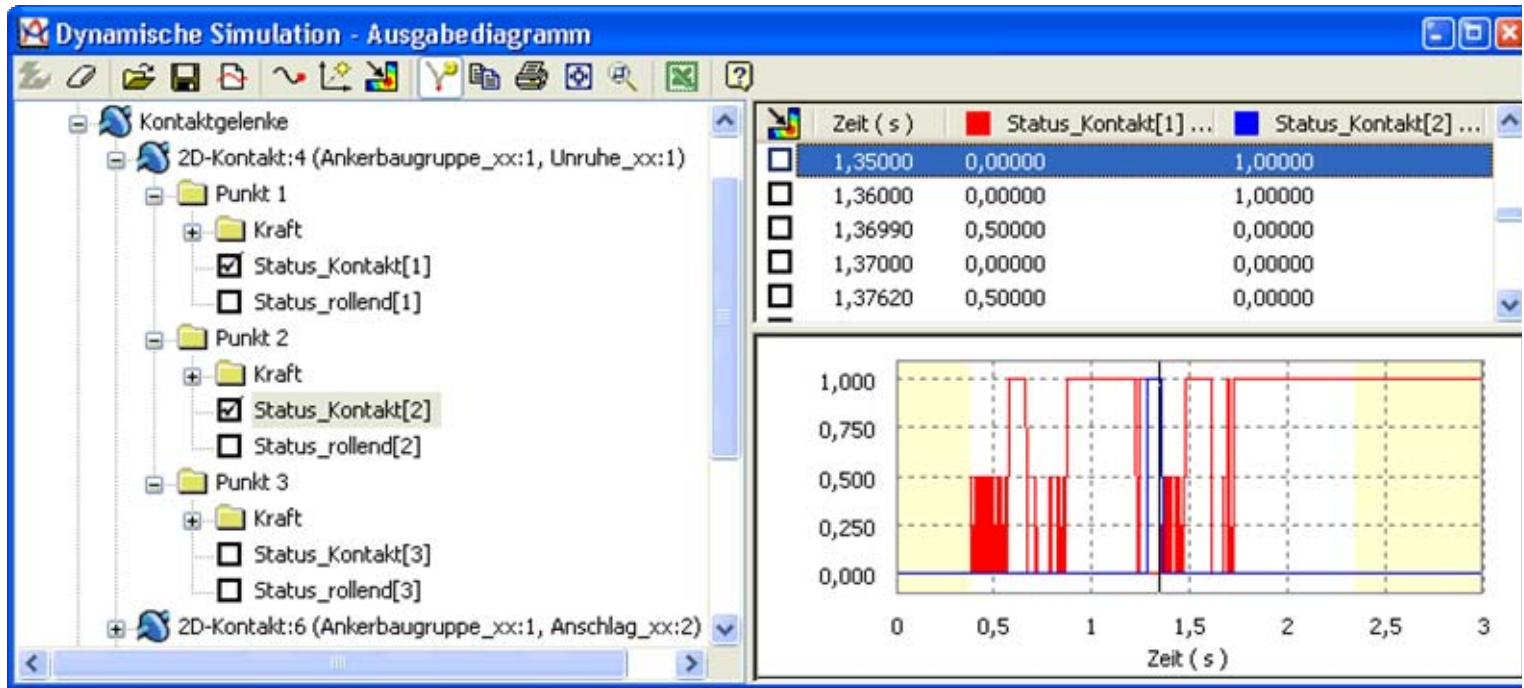 Dynamische Simulation - Ausgabediagramm
Kontaktgelenke
2D-Kontakt:4 (Ankerbaugruppe_xx:1, Unruhe_xx:1)
Punkt 1
Kraft
Status_Kontakt[1]
Status_rollend[1]
Punkt 2
Kraft
Status_Kontakt[2]
Status_rollend[2]
Punkt 3
Kraft
Status_Kontakt[3]
Status_rollend[3]
2D-Kontakt:6 (Ankerbaugruppe_xx:1, Anschlag_xx:2)
Zeit ( s ) Status_Kontakt[1] ... Status_Kontakt[2] ...
1,35000 0,00000 1,00000
1,36000 0,00000 1,00000
1,36990 0,50000 0,00000
1,37000 0,00000 0,00000
1,37620 0,50000 0,00000
1,000
0,750
0,500
0,250
0,000
0 0,5 1 1,5 2 2,5 3
Zeit ( s )